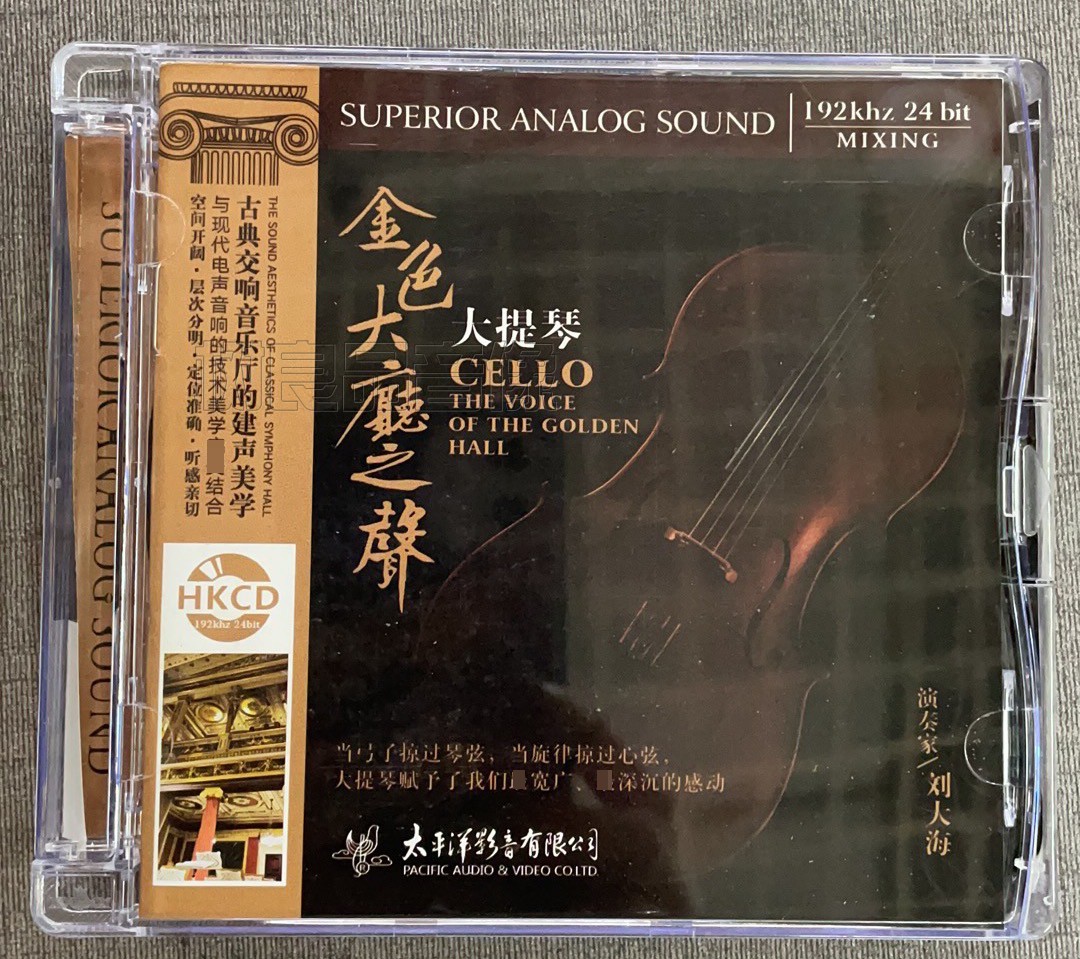 SUPERIOR ANALOG SOUND
192khz 24 bit
MIXING
THE SOUND AESTHETICS OF CLASSICAL SYMPHONY HALL
古典交响音乐厅的建声美学
与现代电声音响的技术美学
结合
空间开阔·层次分明·定位准确·听感亲切
金色大廳之聲
大提琴
CELLO
THE VOICE
OF THE GOLDEN
HALL
HKCD
192khz 24bit
当弓子掠过琴弦，当旋律掠过心弦，
大提琴赋予了我们 宽广、 深沉的感动
演奏家/刘大海
太平洋影音有限公司
PACIFIC AUDIO & VIDEO CO.LTD.
SUPERIOR ANALOG SOUND